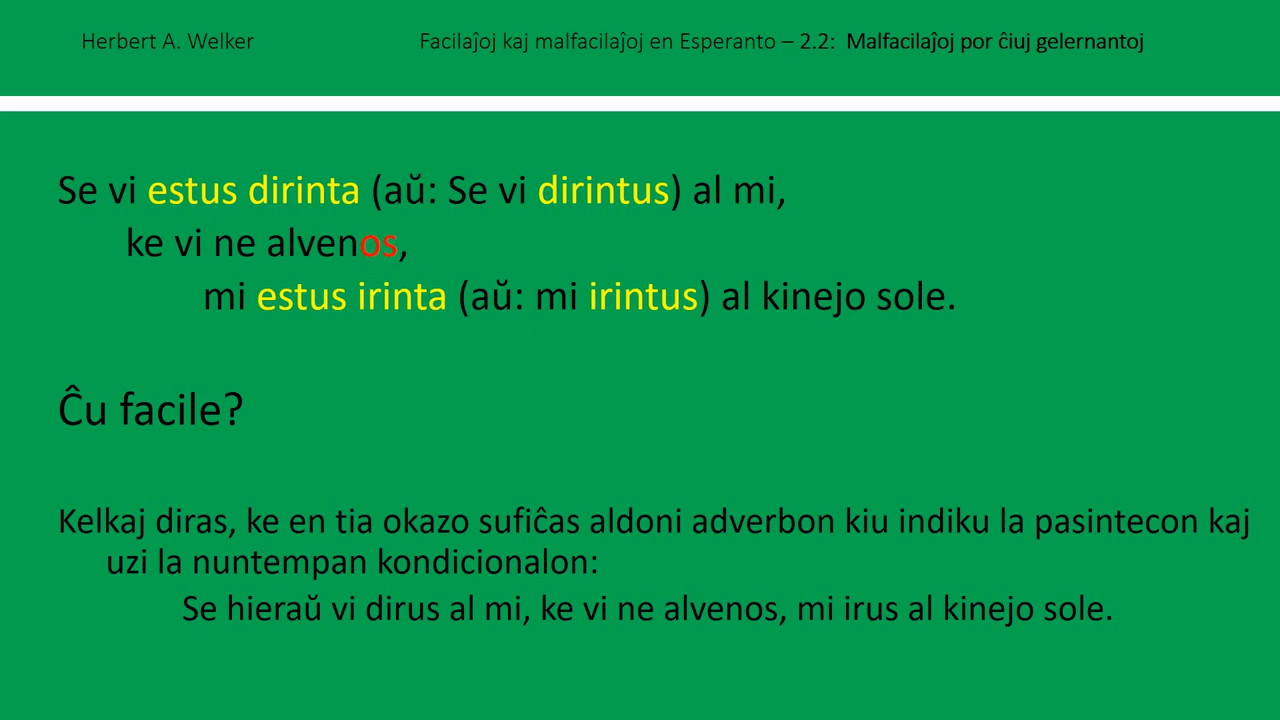 Herbert A. Welker
Facilaĵoj kaj malfacilaĵoj en Esperanto – 2.2: Malfacilaĵoj por ĉiuj gelernantoj
Se vi estus dirinta (aŭ: Se vi dirintus) al mi,
ke vi ne alvenos,
mi estus irinta (aŭ: mi irintus) al kinejo sole.
Ĉu facile?
Kelkaj diras, ke en tia okazo sufiĉas aldoni adverbon kiu indiku la pasintecon kaj
uzi la nuntempan kondicionalon:
Se hieraŭ vi dirus al mi, ke vi ne alvenos, mi irus al kinejo sole.